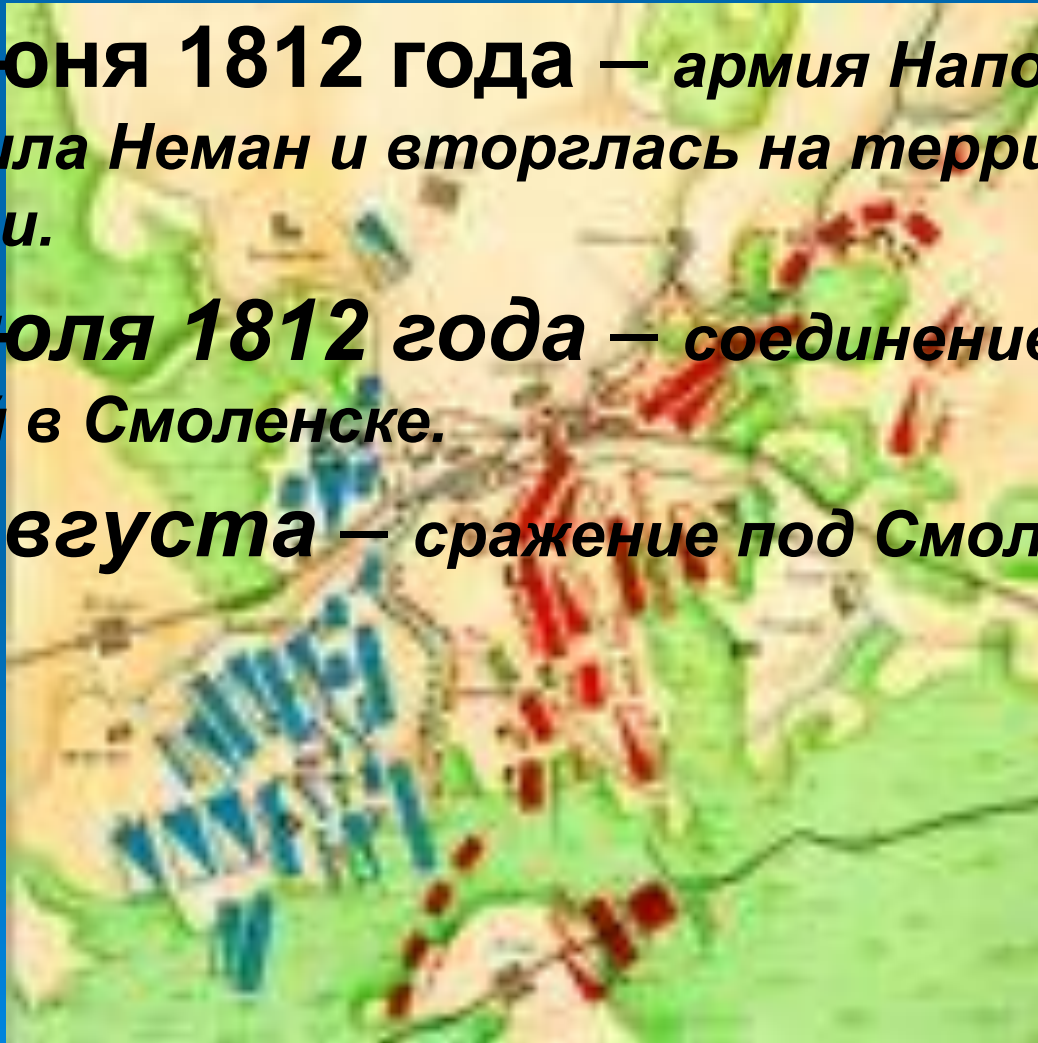 юня 1812 года – армия Напо
ила Неман и вторглась на терри
и.
юля 1812 года – соединение
й в Смоленске.
вгуста – сражение под Смол